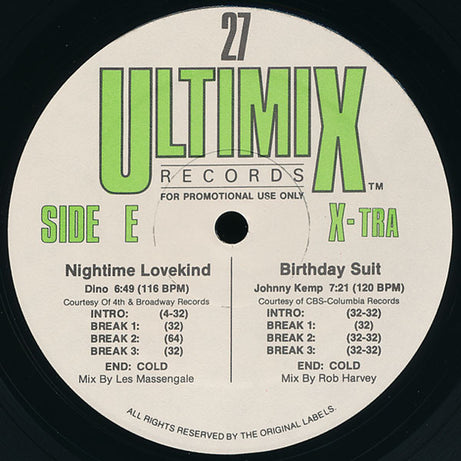 27
ULTIMIX
RECORDS
TM
FOR PROMOTIONAL USE ONLY
SIDE E
X-TRA
Nightime Lovekind
Dino 6:49 (116 BPM)
Courtesy Of 4th & Broadway Records
INTRO: (4-32)
BREAK 1: (32)
BREAK 2: (64)
BREAK 3: (32)
END: COLD
Mix By Les Massengale
Birthday Suit
Johnny Kemp 7:21 (120 BPM)
Courtesy of CBS-Columbia Records
INTRO: (32-32)
BREAK 1: (32)
BREAK 2: (32-32)
BREAK 3: (32-32)
END: COLD
Mix By Rob Harvey
ALL RIGHTS RESERVED BY THE ORIGINAL LABELS.